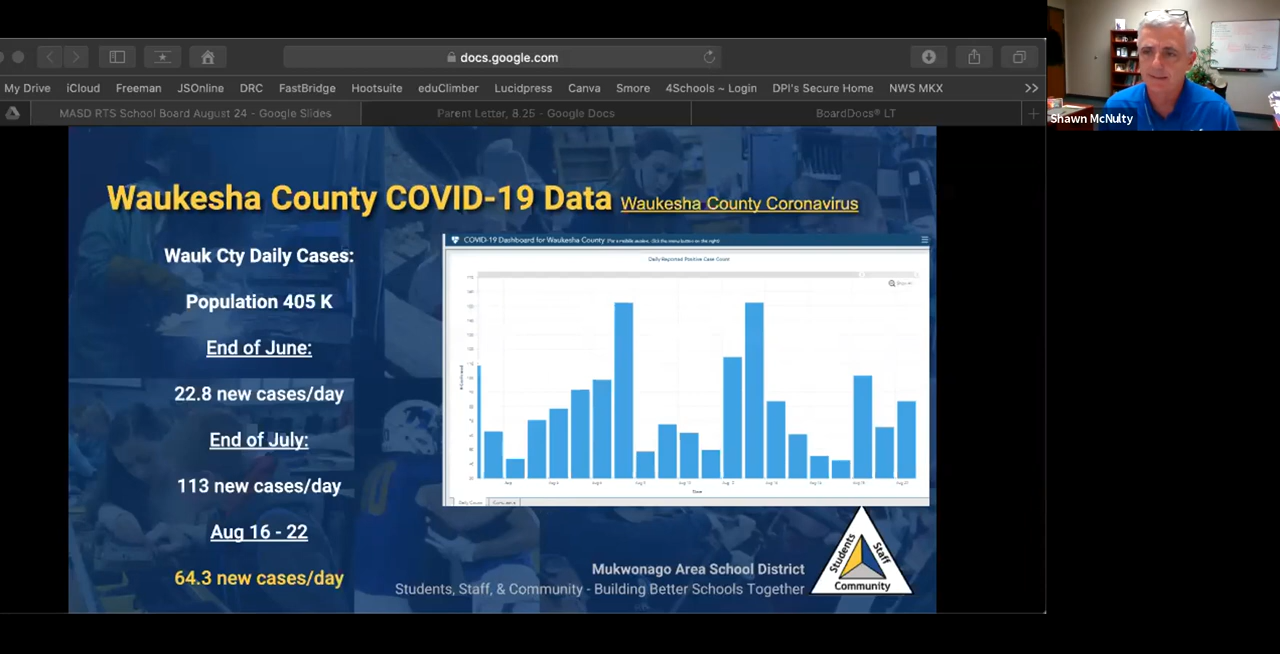 docs.google.com
My Drive iCloud Freeman JSOnline DRC FastBridge Hootsuite eduClimber Lucidpress Canva Smore 4Schools ~ Login DPI's Secure Home NWS MKX
MASD RTS School Board August 24 - Google Slides
Parent Letter, 8.25 - Google Docs
BoardDocs® LT
Shawn McNulty
Waukesha County COVID-19 Data Waukesha County Coronavirus
Wauk Cty Daily Cases:
Population 405 K
End of June:
22.8 new cases/day
End of July:
113 new cases/day
Aug 16 - 22
64.3 new cases/day
COVID-19 Dashboard for Waukesha County
Daily Reported Positive Case Count
Time
Daily Count
Mukwonago Area School District
Students, Staff, & Community - Building Better Schools Together
Students
Staff
Community